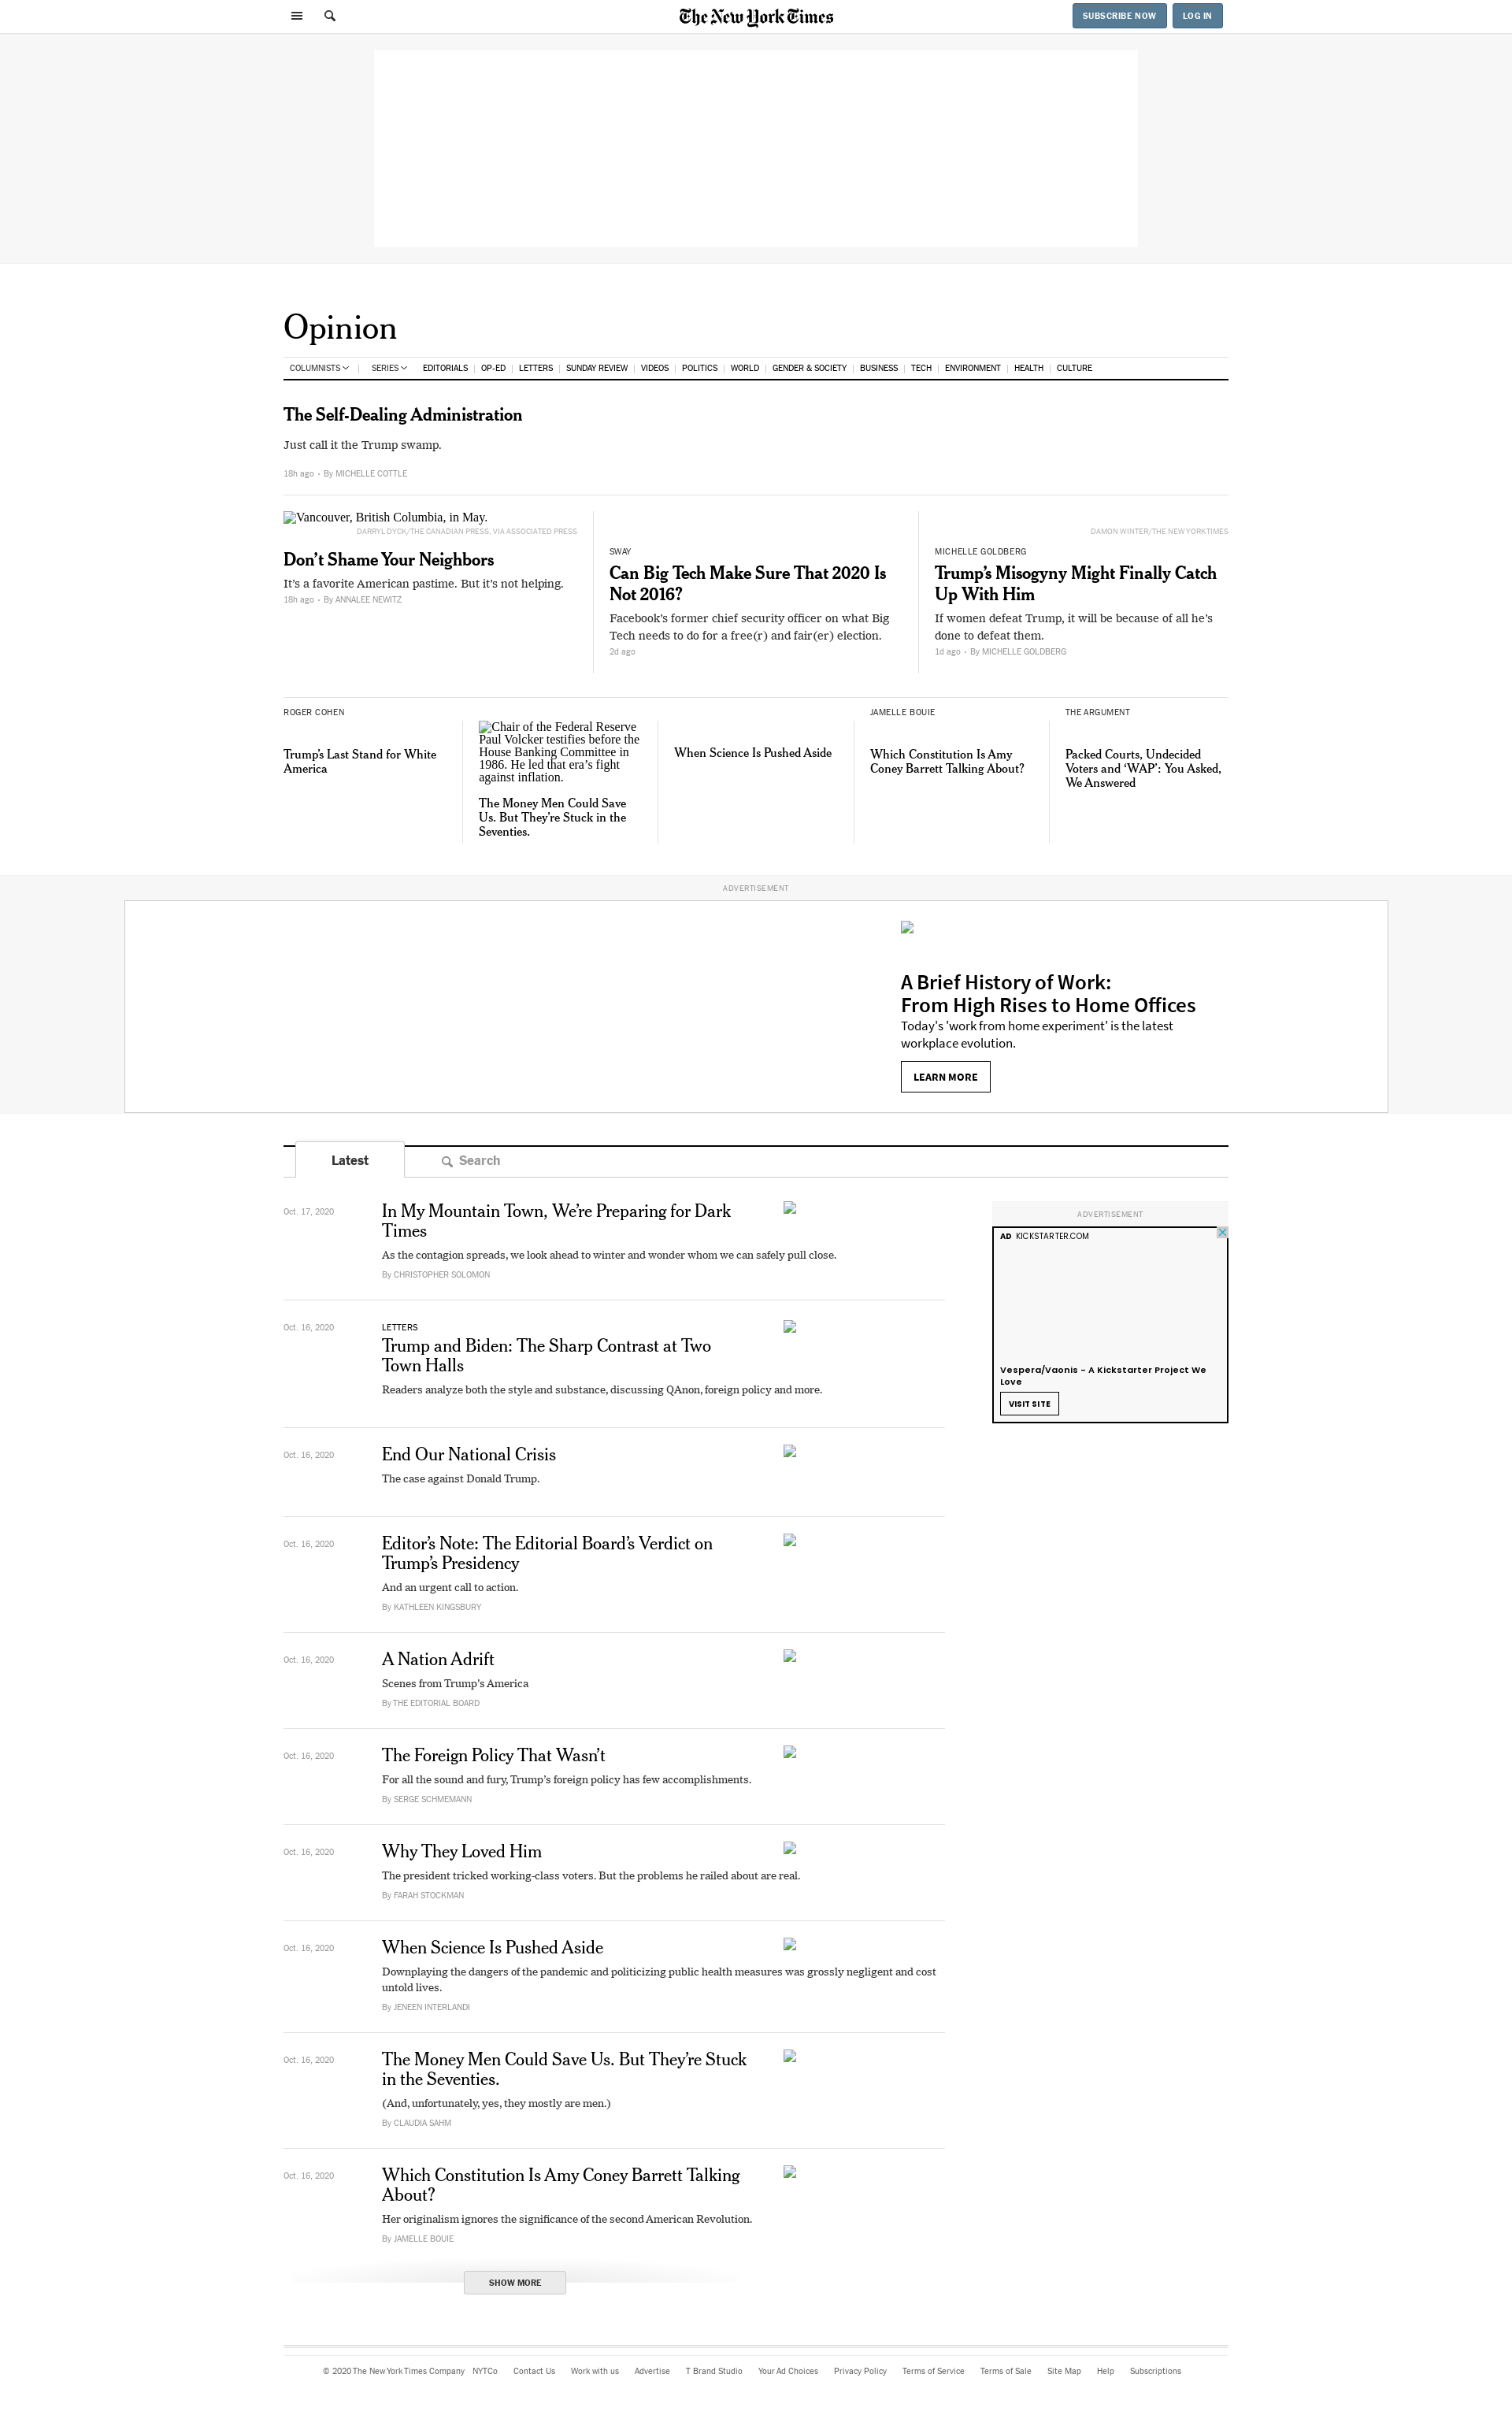 The New York Times
SUBSCRIBE NOW
LOG IN
Opinion
COLUMNISTS
SERIES
EDITORIALS
OP-ED
LETTERS
SUNDAY REVIEW
VIDEOS
POLITICS
WORLD
GENDER & SOCIETY
BUSINESS
TECH
ENVIRONMENT
HEALTH
CULTURE
The Self-Dealing Administration
Just call it the Trump swamp.
18h ago • By MICHELLE COTTLE
Vancouver, British Columbia, in May.
DARRYL DYCK/THE CANADIAN PRESS, VIA ASSOCIATED PRESS
Don’t Shame Your Neighbors
It’s a favorite American pastime. But it’s not helping.
18h ago • By ANNALEE NEWITZ
SWAY
Can Big Tech Make Sure That 2020 Is
Not 2016?
Facebook’s former chief security officer on what Big
Tech needs to do for a free(r) and fair(er) election.
2d ago
DAMON WINTER/THE NEW YORK TIMES
MICHELLE GOLDBERG
Trump’s Misogyny Might Finally Catch
Up With Him
If women defeat Trump, it will be because of all he’s
done to defeat them.
1d ago • By MICHELLE GOLDBERG
ROGER COHEN
Trump’s Last Stand for White
America
Chair of the Federal Reserve
Paul Volcker testifies before the
House Banking Committee in
1986. He led that era’s fight
against inflation.
The Money Men Could Save
Us. But They’re Stuck in the
Seventies.
When Science Is Pushed Aside
JAMELLE BOUIE
Which Constitution Is Amy
Coney Barrett Talking About?
THE ARGUMENT
Packed Courts, Undecided
Voters and ‘WAP’: You Asked,
We Answered
ADVERTISEMENT
A Brief History of Work:
From High Rises to Home Offices
Today's 'work from home experiment' is the latest
workplace evolution.
LEARN MORE
Latest
Search
Oct. 17, 2020
In My Mountain Town, We’re Preparing for Dark
Times
As the contagion spreads, we look ahead to winter and wonder whom we can safely pull close.
By CHRISTOPHER SOLOMON
ADVERTISEMENT
AD KICKSTARTER.COM
Vespera/Vaonis - A Kickstarter Project We
Love
VISIT SITE
Oct. 16, 2020
LETTERS
Trump and Biden: The Sharp Contrast at Two
Town Halls
Readers analyze both the style and substance, discussing QAnon, foreign policy and more.
Oct. 16, 2020
End Our National Crisis
The case against Donald Trump.
Oct. 16, 2020
Editor’s Note: The Editorial Board’s Verdict on
Trump’s Presidency
And an urgent call to action.
By KATHLEEN KINGSBURY
Oct. 16, 2020
A Nation Adrift
Scenes from Trump’s America
By THE EDITORIAL BOARD
Oct. 16, 2020
The Foreign Policy That Wasn’t
For all the sound and fury, Trump’s foreign policy has few accomplishments.
By SERGE SCHMEMANN
Oct. 16, 2020
Why They Loved Him
The president tricked working-class voters. But the problems he railed about are real.
By FARAH STOCKMAN
Oct. 16, 2020
When Science Is Pushed Aside
Downplaying the dangers of the pandemic and politicizing public health measures was grossly negligent and cost
untold lives.
By JENEEN INTERLANDI
Oct. 16, 2020
The Money Men Could Save Us. But They’re Stuck
in the Seventies.
(And, unfortunately, yes, they mostly are men.)
By CLAUDIA SAHM
Oct. 16, 2020
Which Constitution Is Amy Coney Barrett Talking
About?
Her originalism ignores the significance of the second American Revolution.
By JAMELLE BOUIE
SHOW MORE
© 2020 The New York Times Company
NYTCo
Contact Us
Work with us
Advertise
T Brand Studio
Your Ad Choices
Privacy Policy
Terms of Service
Terms of Sale
Site Map
Help
Subscriptions